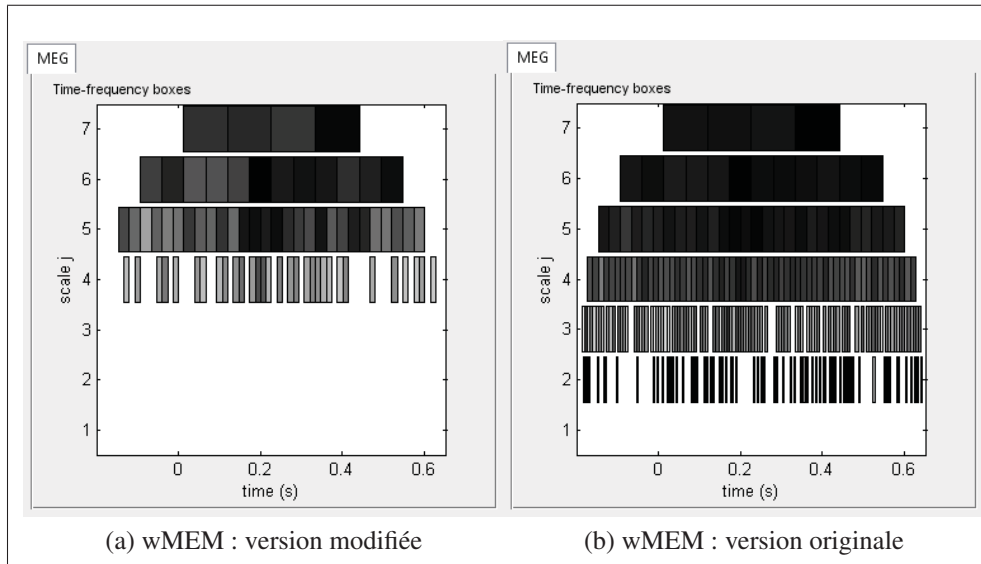 MEG
Time-frequency boxes
7
6
5
4
3
2
1
scale j
0 0.2 0.4 0.6
time (s)
(a) wMEM : version modifiée
MEG
Time-frequency boxes
7
6
5
4
3
2
1
scale j
0 0.2 0.4 0.6
time (s)
(b) wMEM : version originale